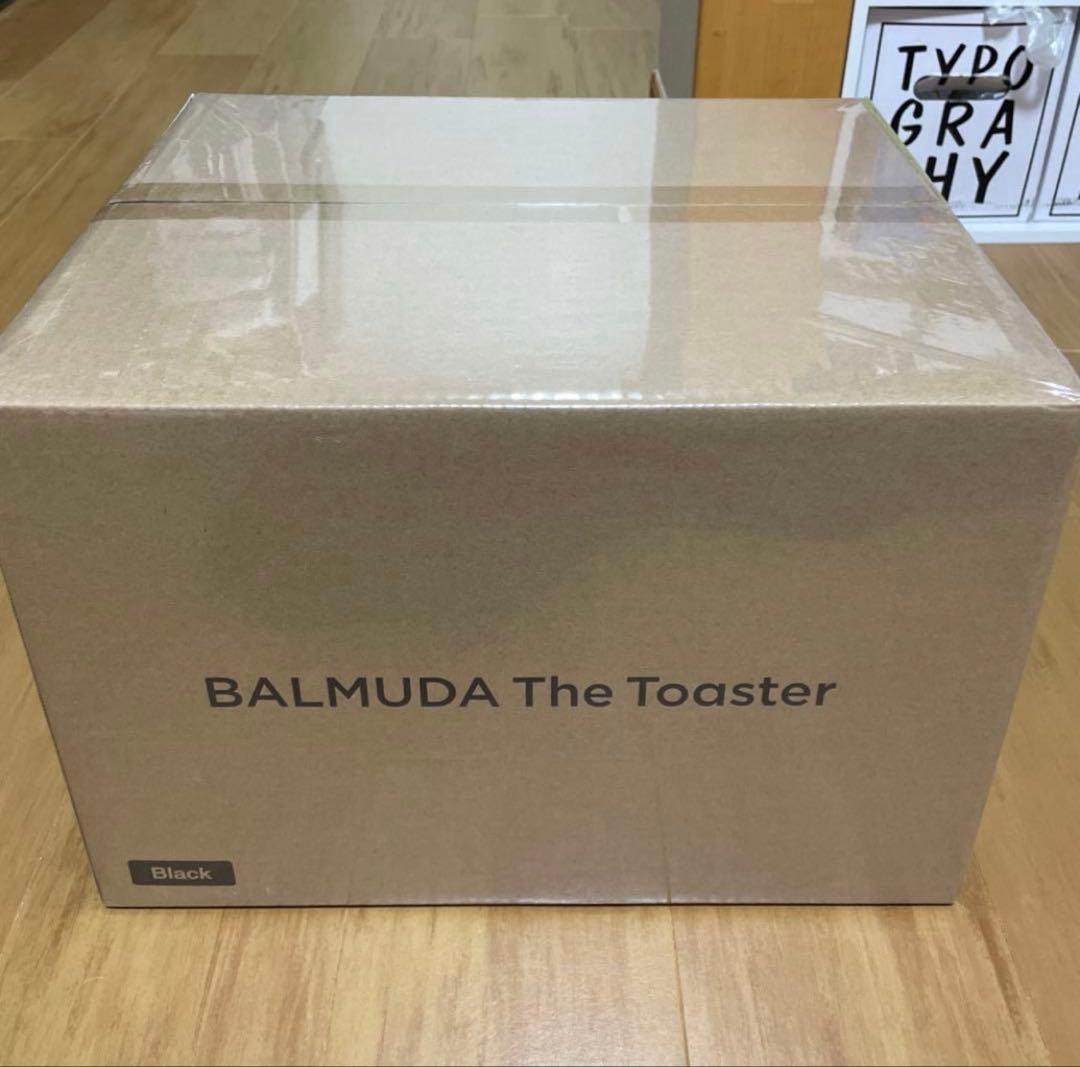 TYPO
GRA
HY
BALMUDA The Toaster
Black